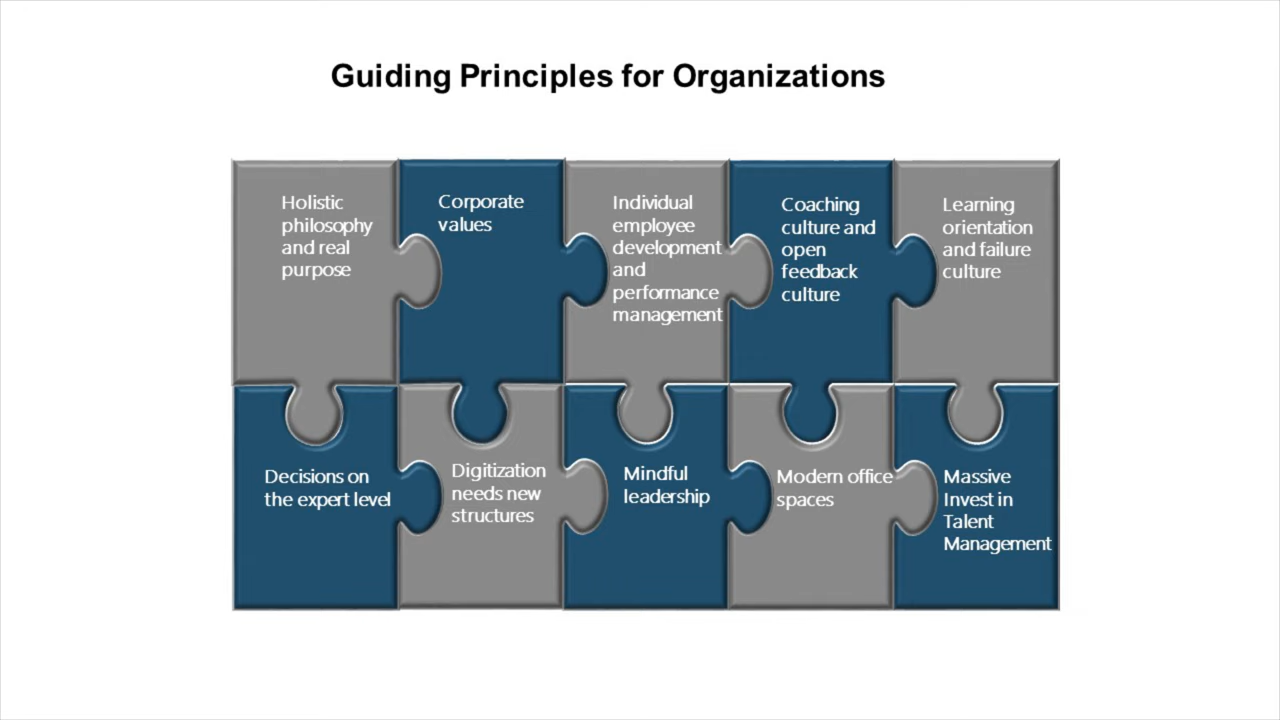 Guiding Principles for Organizations
Holistic
philosophy
and real
purpose
Corporate
values
Individual
employee
development
and
performance
management
Coaching
culture and
open
feedback
culture
Learning
orientation
and failure
culture
Decisions on
the expert level
Digitization
needs new
structures
Mindful
leadership
Modern office
spaces
Massive
Invest in
Talent
Management